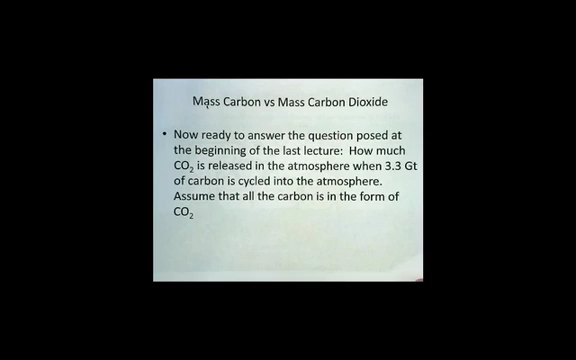 Mass Carbon vs Mass Carbon Dioxide
• Now ready to answer the question posed at
the beginning of the last lecture: How much
CO₂ is released in the atmosphere when 3.3 Gt
of carbon is cycled into the atmosphere.
Assume that all the carbon is in the form of
CO₂